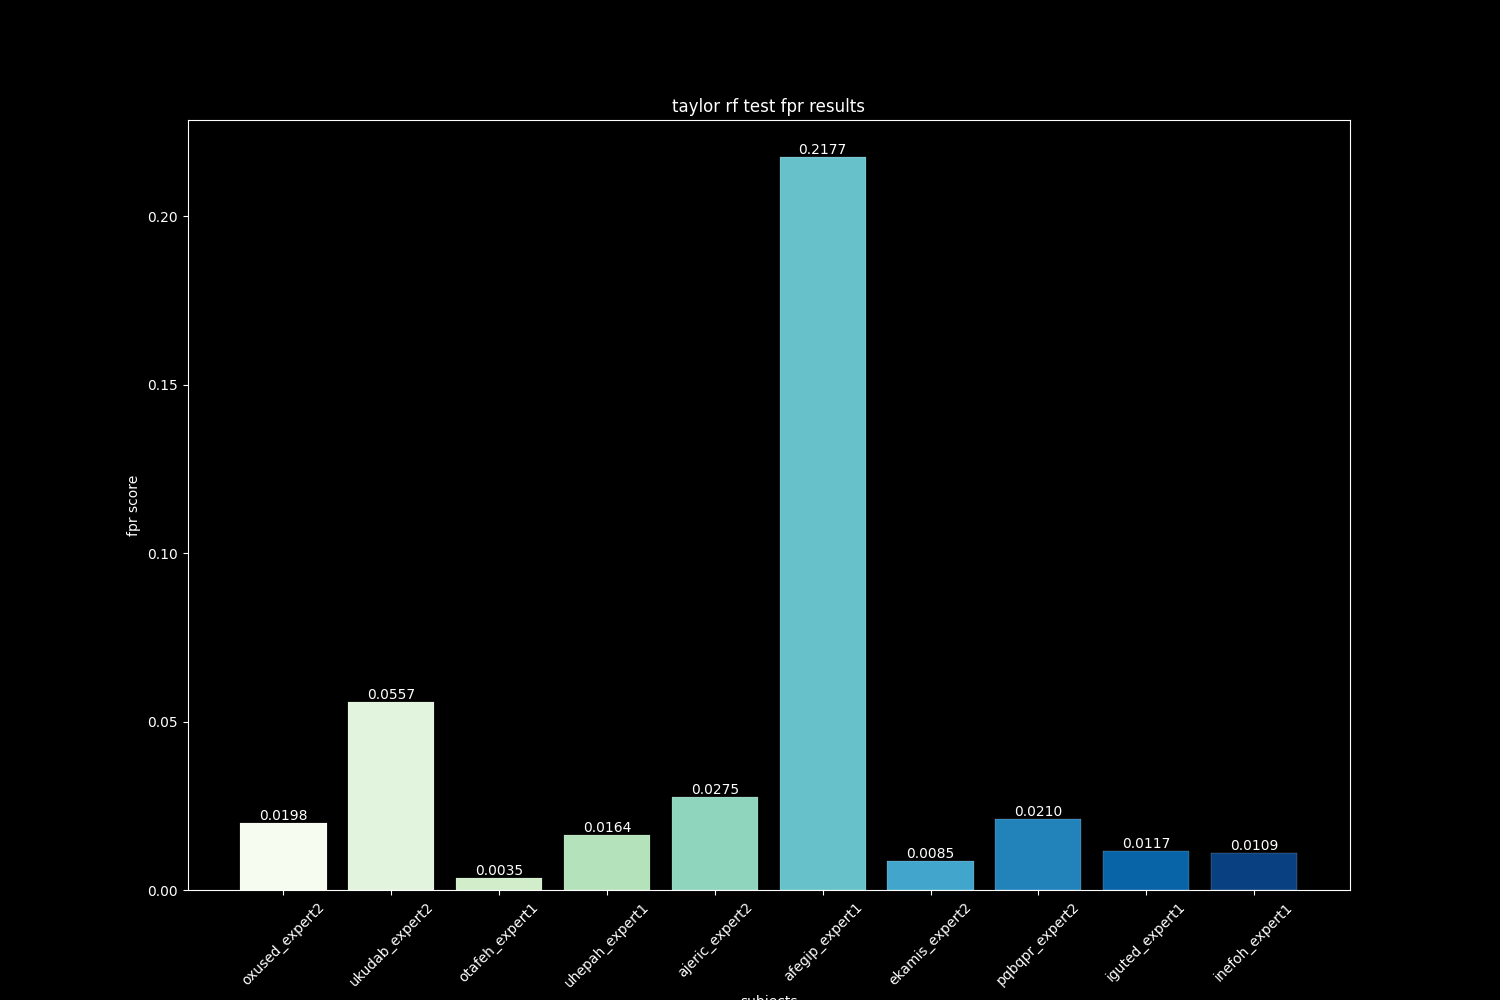 taylor rf test fpr results
0.2177
0.20
0.15
fpr score
0.10
0.0557
0.05
0.0275
0.0198
0.0164
0.0210
0.0035
0.0085
0.0117
0.0109
0.00
oxused_expert2
ukudab_expert2
otafeh_expert1
uhepah_expert1
ajeric_expert2
afegip_expert1
ekamis_expert2
pqbqpr_expert2
iguted_expert1
inefoh_expert1
subjects